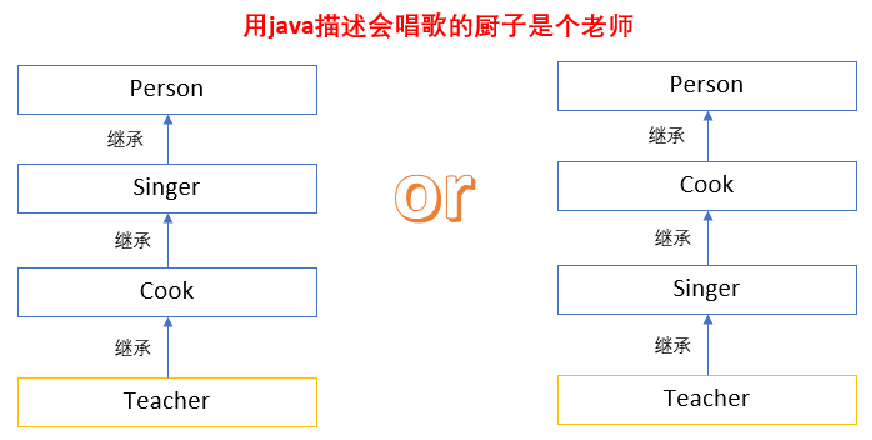 用java描述会唱歌的厨子是个老师
Person
继承
Singer
继承
Cook
继承
Teacher
or
Person
继承
Cook
继承
Singer
继承
Teacher